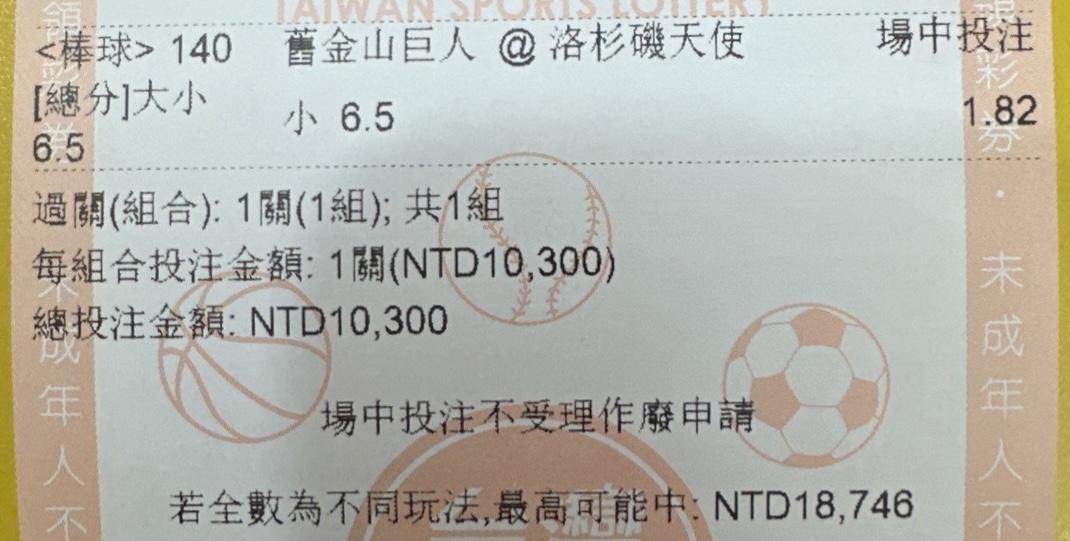 TAIWAN SPORTS LOTTERY
<棒球> 140 舊金山巨人 @ 洛杉磯天使 場中投注
[總分]大小 小 6.5 1.82
6.5
過關(組合): 1關(1組); 共1組
每組合投注金額: 1關(NTD10,300)
總投注金額: NTD10,300
場中投注不受理作廢申請
若全數為不同玩法,最高可能中: NTD18,746
領彩券
未成年人不
彩券．未成年人不